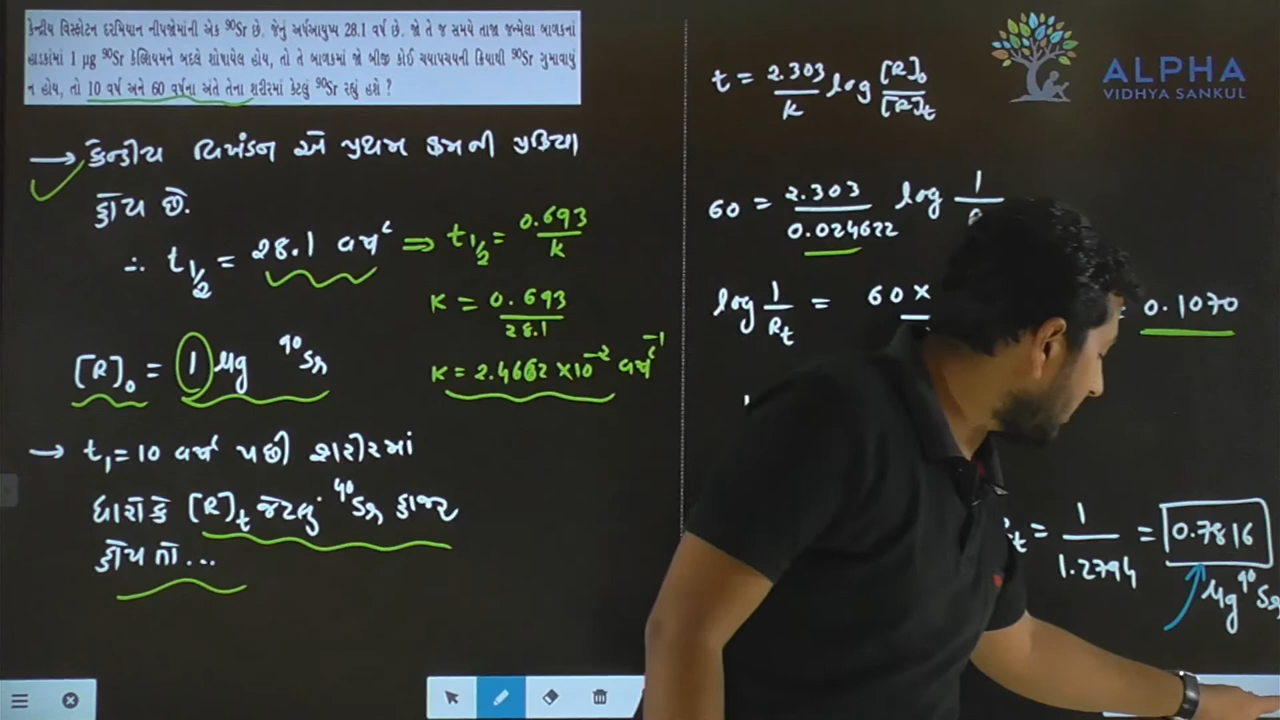 કેન્દ્રીય વિસ્ફોટન દરમિયાન નીપજોમાંની એક ⁹⁰Sr છે. જેનું અર્ધઆયુષ્ય 28.1 વર્ષ છે. જો તે જ સમયે તાજા જન્મેલા બાળકનાં
હાડકાંમાં 1 μg ⁹⁰Sr કેલ્શિયમને બદલે શોષાયેલ હોય, તો તે બાળકમાં જો બીજી કોઈ ચયાપચયની ક્રિયાથી ⁹⁰Sr ગુમાવાયું
ન હોય, તો 10 વર્ષ અને 60 વર્ષના અંતે તેના શરીરમાં કેટલું ⁹⁰Sr રહ્યું હશે ?
→ કેન્દ્રીય વિખંડન એ પ્રથમ ક્રમની પ્રક્રિયા
હોય છે.
∴ t₁/₂ = 28.1 વર્ષ ⇒ t₁/₂ = 0.693/K
K = 0.693/28.1
K = 2.4662 × 10⁻² વર્ષ⁻¹
[R]₀ = 1 μg ⁹⁰Sr
→ t₁ = 10 વર્ષ પછી શરીરમાં
ધારોકે [R]t જેટલું ⁹⁰Sr હાજર
હોય તો...
ALPHA
VIDHYA SANKUL
t = 2.303/K log [R]₀/[R]t
60 = 2.303/0.024622 log 1/
log 1/Rt = 60 × 0.1070
t = 1/1.2794 = 0.7816
μg ⁹⁰Sr